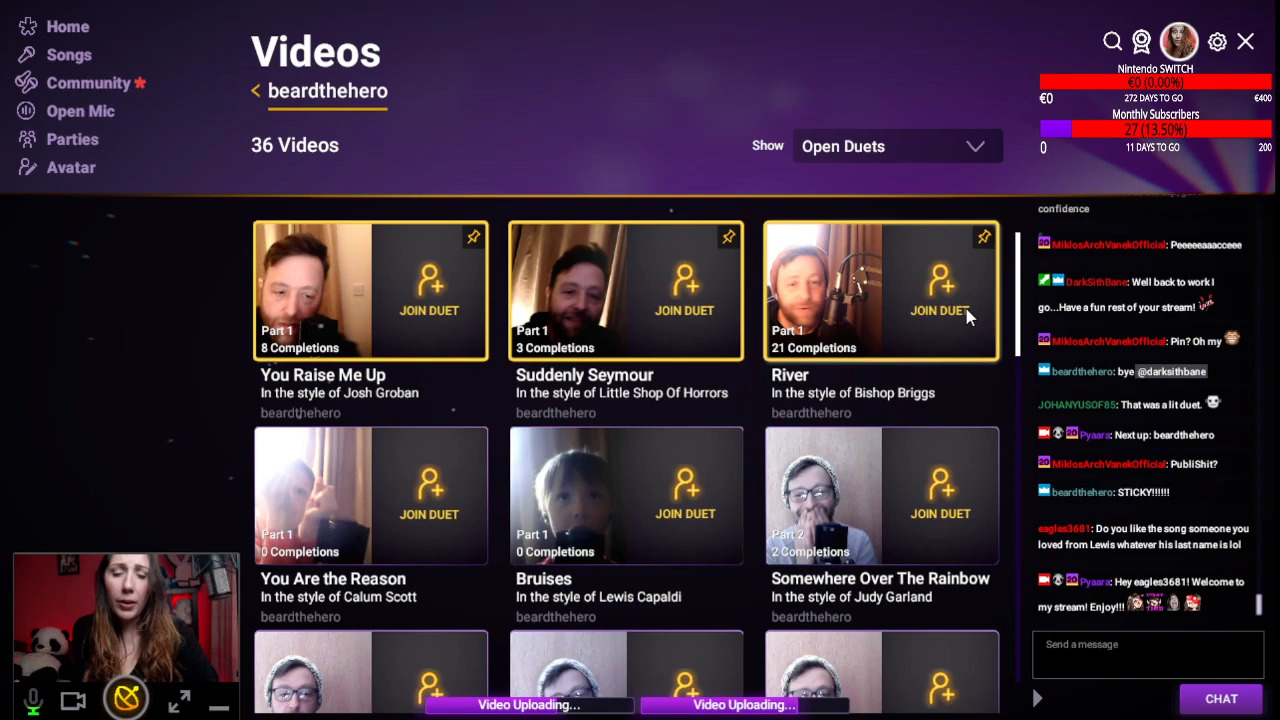 Home
Songs
Community *
Open Mic
Parties
Avatar
Videos
< beardthehero
36 Videos
Show
Open Duets
Nintendo SWITCH
€0 (0.00%)
€0 272 DAYS TO GO €400
Monthly Subscribers
27 (13.50%)
0 11 DAYS TO GO 200
JOIN DUET
Part 1
8 Completions
You Raise Me Up
In the style of Josh Groban
beardthehero
JOIN DUET
Part 1
3 Completions
Suddenly Seymour
In the style of Little Shop Of Horrors
beardthehero
JOIN DUET
Part 1
21 Completions
River
In the style of Bishop Briggs
beardthehero
JOIN DUET
Part 1
0 Completions
You Are the Reason
In the style of Calum Scott
beardthehero
JOIN DUET
Part 1
0 Completions
Bruises
In the style of Lewis Capaldi
beardthehero
JOIN DUET
Part 2
2 Completions
Somewhere Over The Rainbow
In the style of Judy Garland
beardthehero
Video Uploading...
Video Uploading...
confidence
20 MiklosArchVanekOfficial: Peeeeeaaacceee
DarkSithBane: Well back to work I
go...Have a fun rest of your stream!
20 MiklosArchVanekOfficial: Pin? Oh my
beardthehero: bye @darksithbane
JOHANYUSOF85: That was a lit duet.
20 Pyaara: Next up: beardthehero
20 MiklosArchVanekOfficial: PubliShit?
beardthehero: STICKY!!!!!!
eagles3681: Do you like the song someone you
loved from Lewis whatever his last name is lol
20 Pyaara: Hey eagles3681! Welcome to
my stream! Enjoy!!!
Send a message
CHAT